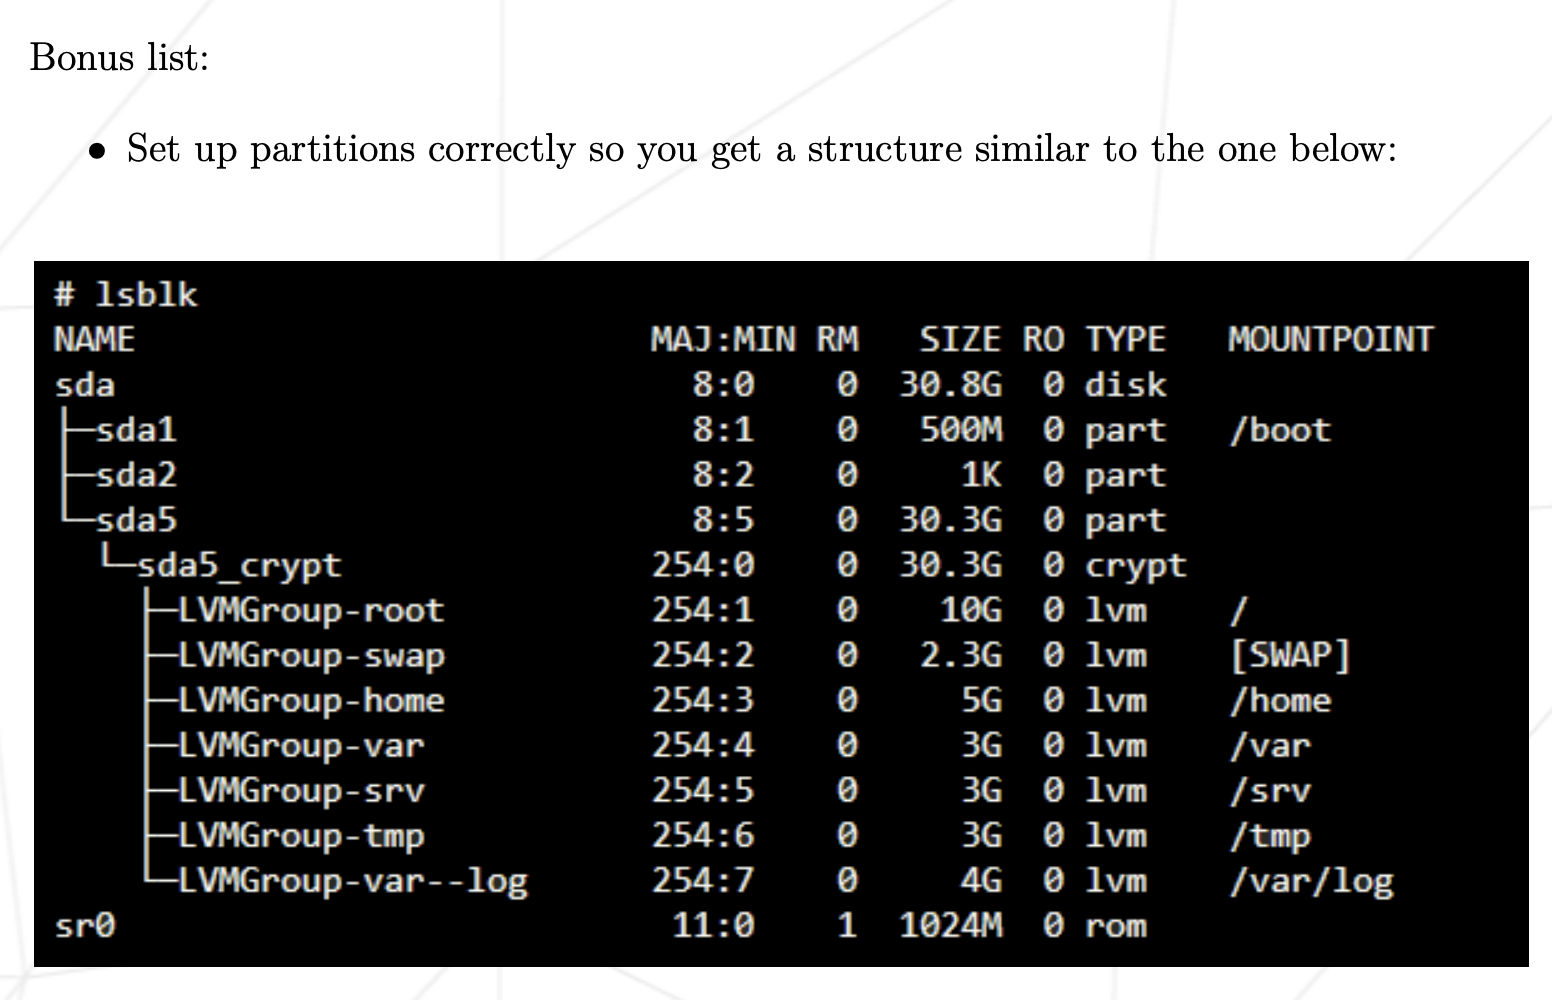 Bonus list:
• Set up partitions correctly so you get a structure similar to the one below:
# lsblk
NAME MAJ:MIN RM SIZE RO TYPE MOUNTPOINT
sda 8:0 0 30.8G 0 disk
├─sda1 8:1 0 500M 0 part /boot
├─sda2 8:2 0 1K 0 part
└─sda5 8:5 0 30.3G 0 part
└─sda5_crypt 254:0 0 30.3G 0 crypt
├─LVMGroup-root 254:1 0 10G 0 lvm /
├─LVMGroup-swap 254:2 0 2.3G 0 lvm [SWAP]
├─LVMGroup-home 254:3 0 5G 0 lvm /home
├─LVMGroup-var 254:4 0 3G 0 lvm /var
├─LVMGroup-srv 254:5 0 3G 0 lvm /srv
├─LVMGroup-tmp 254:6 0 3G 0 lvm /tmp
└─LVMGroup-var--log 254:7 0 4G 0 lvm /var/log
sr0 11:0 1 1024M 0 rom